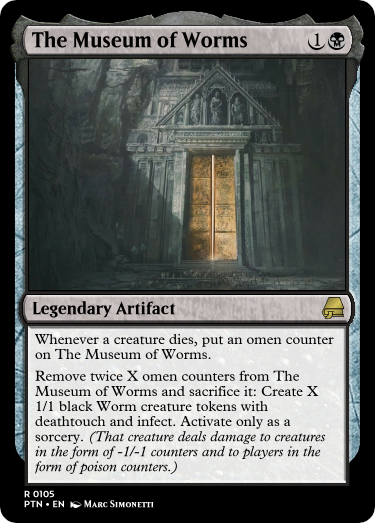 The Museum of Worms 1
Legendary Artifact
Whenever a creature dies, put an omen counter
on The Museum of Worms.
Remove twice X omen counters from The
Museum of Worms and sacrifice it: Create X
1/1 black Worm creature tokens with
deathtouch and infect. Activate only as a
sorcery. (That creature deals damage to creatures
in the form of -1/-1 counters and to players in the
form of poison counters.)
R 0105
PTN • EN Marc Simonetti